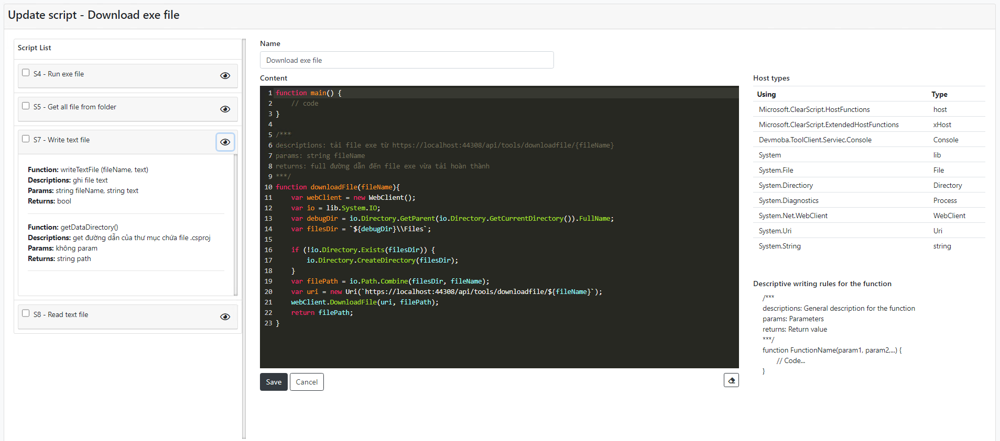 Update script - Download exe file
Script List
S4 - Run exe file
S5 - Get all file from folder
S7 - Write text file
Function: writeTextFile (fileName, text)
Descriptions: ghi file text
Params: string fileName, string text
Returns: bool
Function: getDataDirectory()
Descriptions: get đường dẫn của thư mục chứa file .csproj
Params: không param
Returns: string path
S8 - Read text file
Name
Download exe file
Content
1 function main() {
2     // code
3 }
4
5 /***
6 descriptions: tải file exe từ https://localhost:44308/api/tools/downloadfile/{fileName}
7 params: string fileName
8 returns: full đường dẫn đến file exe vừa tải hoàn thành
9 ***/
10 function downloadFile(fileName){
11     var webClient = new WebClient();
12     var io = lib.System.IO;
13     var debugDir = io.Directory.GetParent(io.Directory.GetCurrentDirectory()).FullName;
14     var filesDir = `${debugDir}\\Files`;
15
16     if (!io.Directory.Exists(filesDir)) {
17         io.Directory.CreateDirectory(filesDir);
18     }
19     var filePath = io.Path.Combine(filesDir, fileName);
20     var uri = new Uri(`https://localhost:44308/api/tools/downloadfile/${fileName}`);
21     webClient.DownloadFile(uri, filePath);
22     return filePath;
23 }
Save Cancel
Host types
Using Type
Microsoft.ClearScript.HostFunctions host
Microsoft.ClearScript.ExtendedHostFunctions xHost
Devmoba.ToolClient.Serviec.Console Console
System lib
System.File File
System.Directiory Directory
System.Diagnostics Process
System.Net.WebClient WebClient
System.Uri Uri
System.String string
Descriptive writing rules for the function
/***
descriptions: General description for the function
params: Parameters
returns: Return value
***/
function FunctionName(param1, param2,...) {
// Code...
}